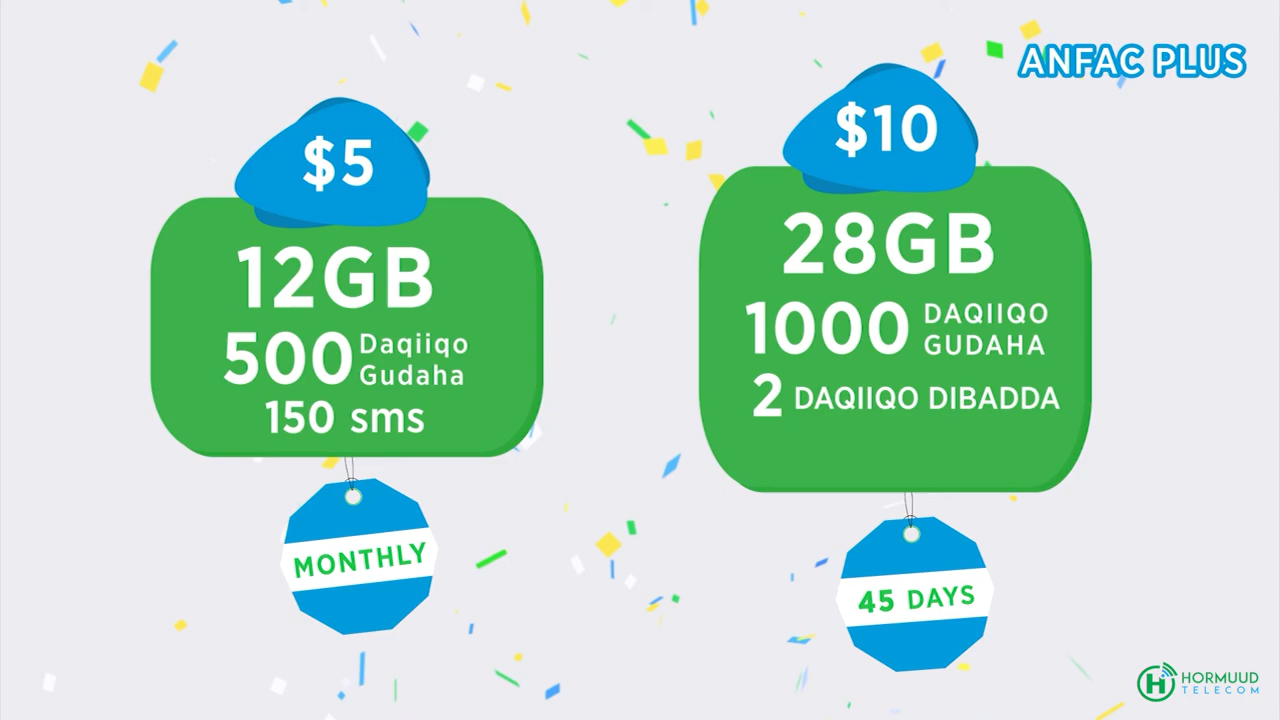 ANFAC PLUS
$5
12GB
500 Daqiiqo
Gudaha
150 sms
MONTHLY
$10
28GB
1000 DAQIIQO
GUDAHA
2 DAQIIQO DIBADDA
45 DAYS
HORMUUD
TELECOM